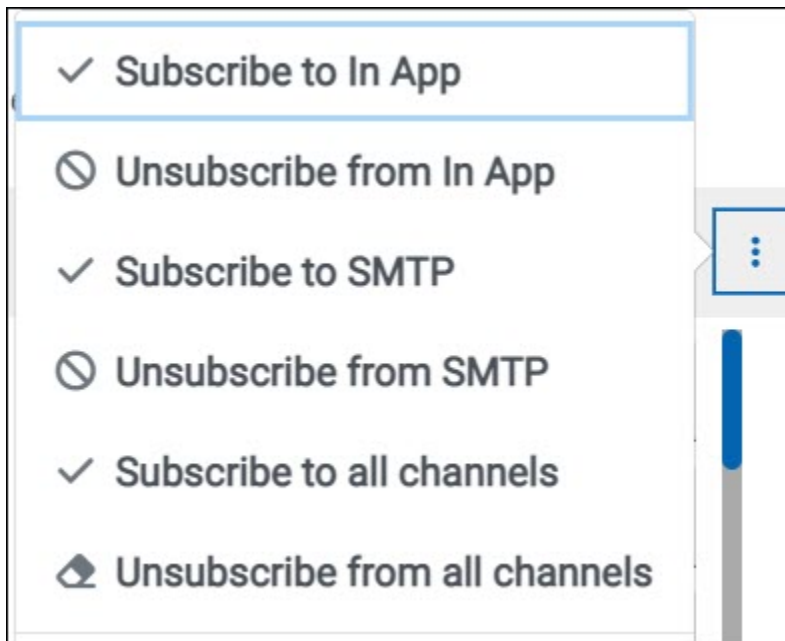 Subscribe to In App
Unsubscribe from In App
Subscribe to SMTP
Unsubscribe from SMTP
Subscribe to all channels
Unsubscribe from all channels